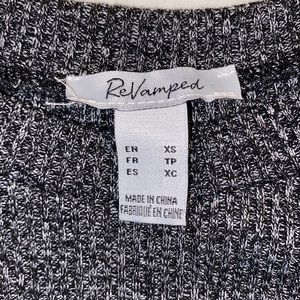 ReVamped
EN XS
FR TP
ES XC
MADE IN CHINA
FABRIQUÉ EN CHINE